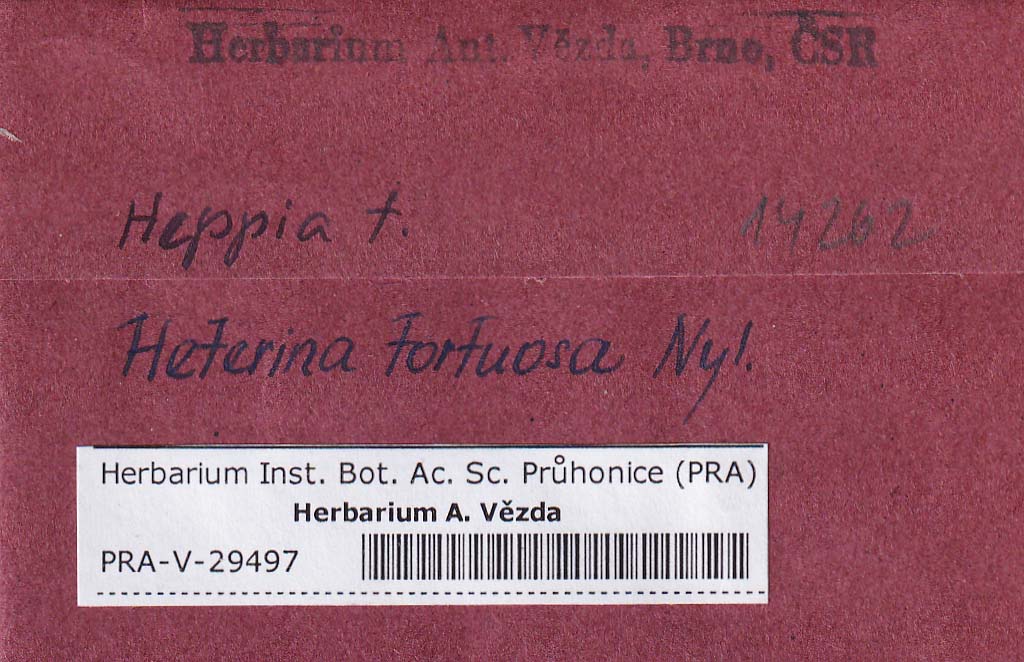 Herbarium Ant. Vězda, Brno, ČSR
Heppia t. 14262
Heterina tortuosa Nyl.
Herbarium Inst. Bot. Ac. Sc. Průhonice (PRA)
Herbarium A. Vězda
PRA-V-29497